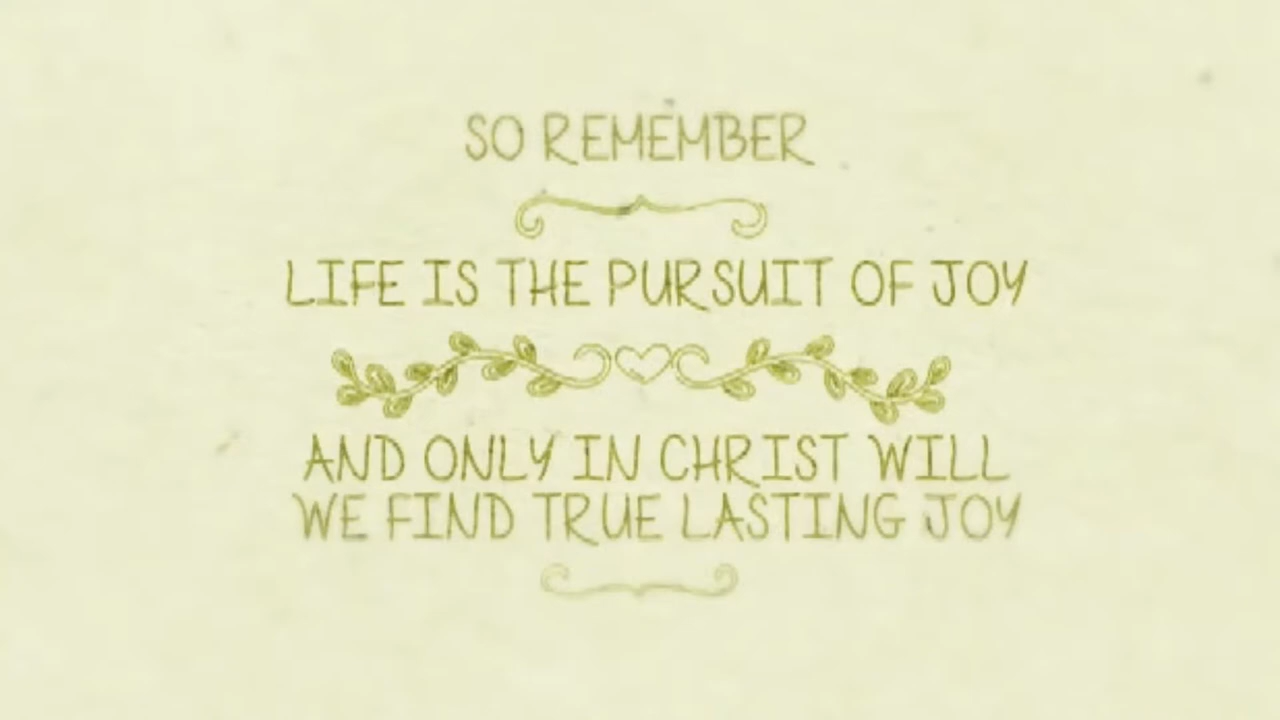 SO REMEMBER
LIFE IS THE PURSUIT OF JOY
AND ONLY IN CHRIST WILL
WE FIND TRUE LASTING JOY